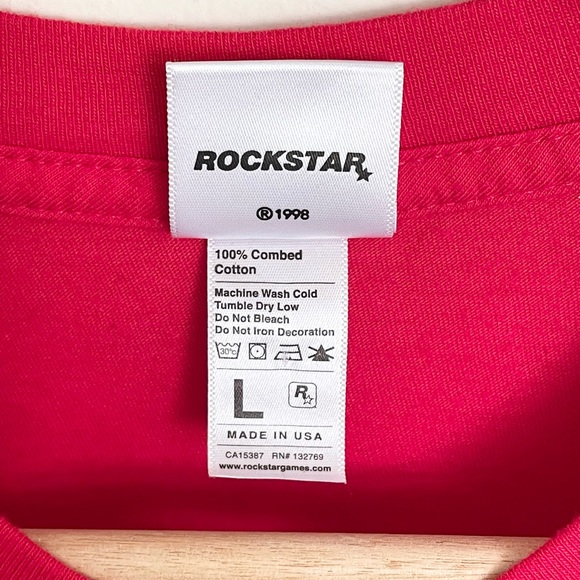 ROCKSTAR
®1998
100% Combed
Cotton
Machine Wash Cold
Tumble Dry Low
Do Not Bleach
Do Not Iron Decoration
30°C
L R
MADE IN USA
CA15387 RN# 132769
www.rockstargames.com